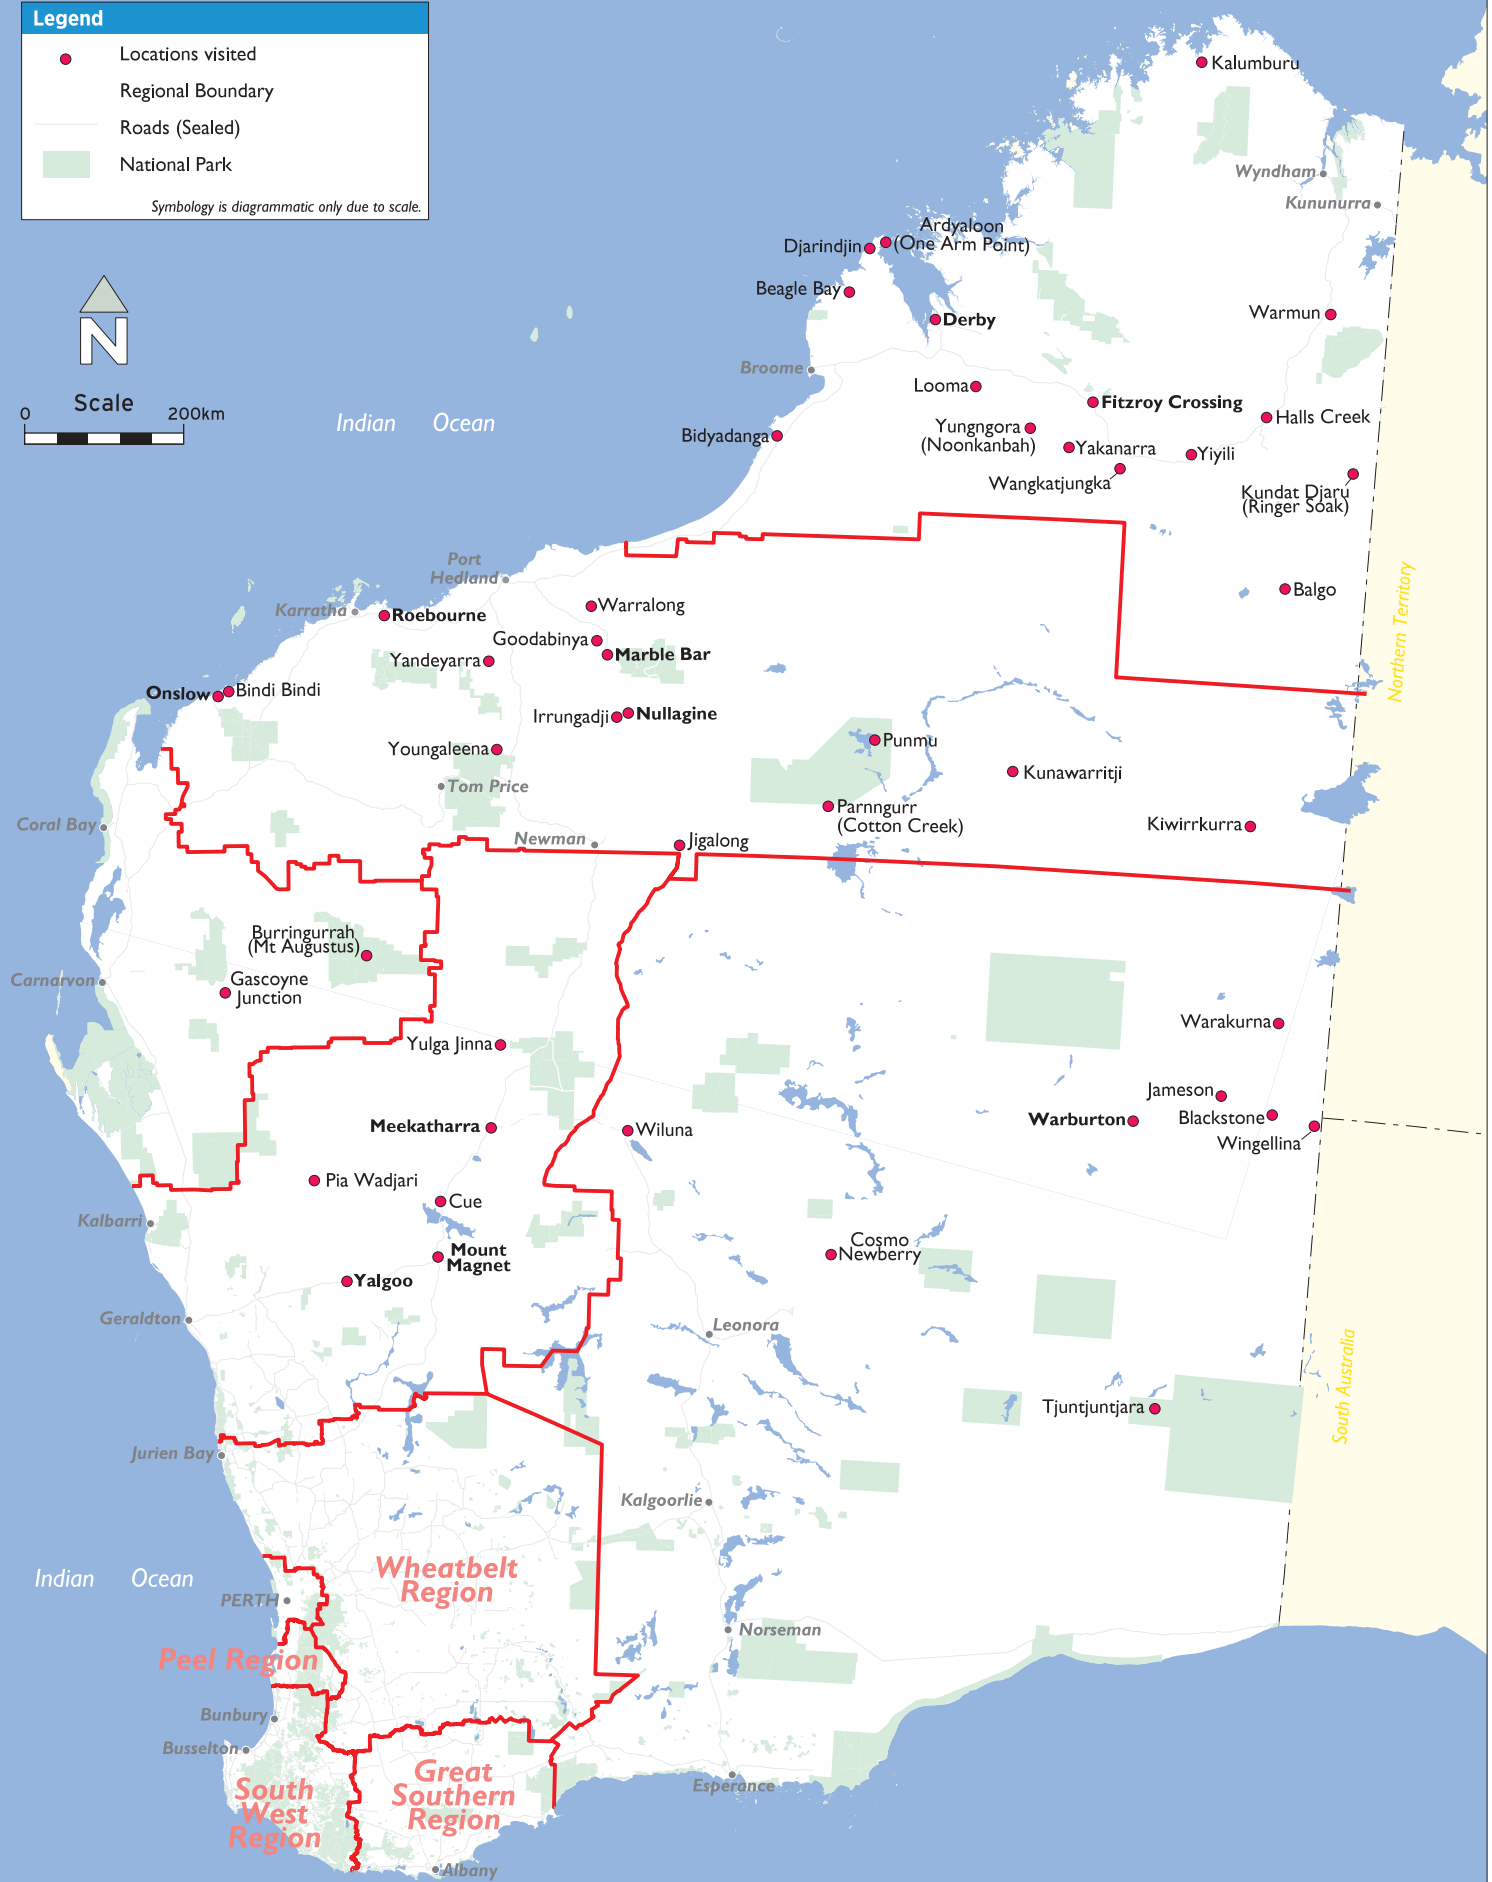 Legend
Locations visited
Regional Boundary
Roads (Sealed)
National Park
Symbology is diagrammatic only due to scale.
N
Scale
0
200km
Indian Ocean
Kalumburu
Wyndham
Kununurra
Ardyaloon
(One Arm Point)
Djarindjin
Beagle Bay
Derby
Warmun
Broome
Looma
Fitzroy Crossing
Halls Creek
Yungngora
(Noonkanbah)
Bidyadanga
Yakanarra
Yiyili
Wangkatjungka
Kundat Djaru
(Ringer Soak)
Port
Hedland
Balgo
Northern Territory
Karratha
Roebourne
Warralong
Goodabinya
Marble Bar
Yandeyarra
Onslow
Bindi Bindi
Irrungadji
Nullagine
Youngaleena
Punmu
Kunawarritji
Tom Price
Parnngurr
(Cotton Creek)
Coral Bay
Kiwirrkurra
Newman
Jigalong
Burringurrah
(Mt Augustus)
Carnarvon
Gascoyne
Junction
Warakurna
Yulga Jinna
Jameson
Meekatharra
Wiluna
Warburton
Blackstone
Wingellina
Pia Wadjari
Cue
Kalbarri
Cosmo
Newberry
Mount
Magnet
Yalgoo
Geraldton
Leonora
South Australia
Tjuntjuntjara
Jurien Bay
Kalgoorlie
Indian Ocean
Wheatbelt
Region
PERTH
Norseman
Peel Region
Bunbury
Busselton
South
West
Region
Great
Southern
Region
Esperance
Albany